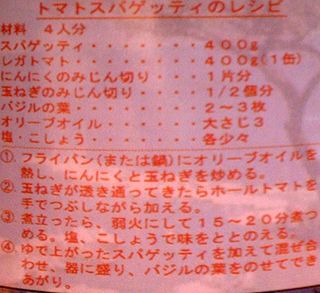 トマトスパゲッティのレシピ
材料 4人分
スパゲッティ・・・・・・・・400g
レガトマト・・・・・・・400g(1缶)
にんにくのみじん切り・・・・1片分
玉ねぎのみじん切り・・・・1/2個分
バジルの葉・・・・・・・・2～3枚
オリーブオイル・・・・・・大さじ3
塩・こしょう・・・・・・・・各少々
①. フライパン(または鍋)にオリーブオイルを
熱し、にんにくと玉ねぎを炒める。
②. 玉ねぎが透き通ってきたらホールトマトを
手でつぶしながら加える。
③. 煮立ったら、弱火にして15～20分煮つ
める。塩、こしょうで味をととのえる。
④. ゆで上がったスパゲッティを加えて混ぜ合
わせ、器に盛り、バジルの葉をのせてでき
あがり。